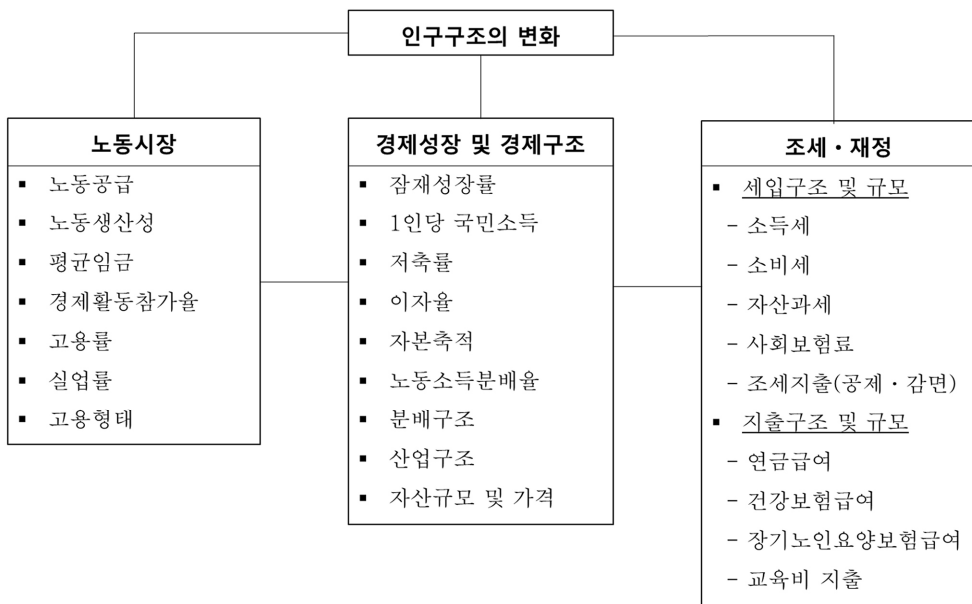 인구구조의 변화
노동시장
▪ 노동공급
▪ 노동생산성
▪ 평균임금
▪ 경제활동참가율
▪ 고용률
▪ 실업률
▪ 고용형태
경제성장 및 경제구조
▪ 잠재성장률
▪ 1인당 국민소득
▪ 저축률
▪ 이자율
▪ 자본축적
▪ 노동소득분배율
▪ 분배구조
▪ 산업구조
▪ 자산규모 및 가격
조세・재정
▪ 세입구조 및 규모
– 소득세
– 소비세
– 자산과세
– 사회보험료
– 조세지출(공제・감면)
▪ 지출구조 및 규모
– 연금급여
– 건강보험급여
– 장기노인요양보험급여
– 교육비 지출